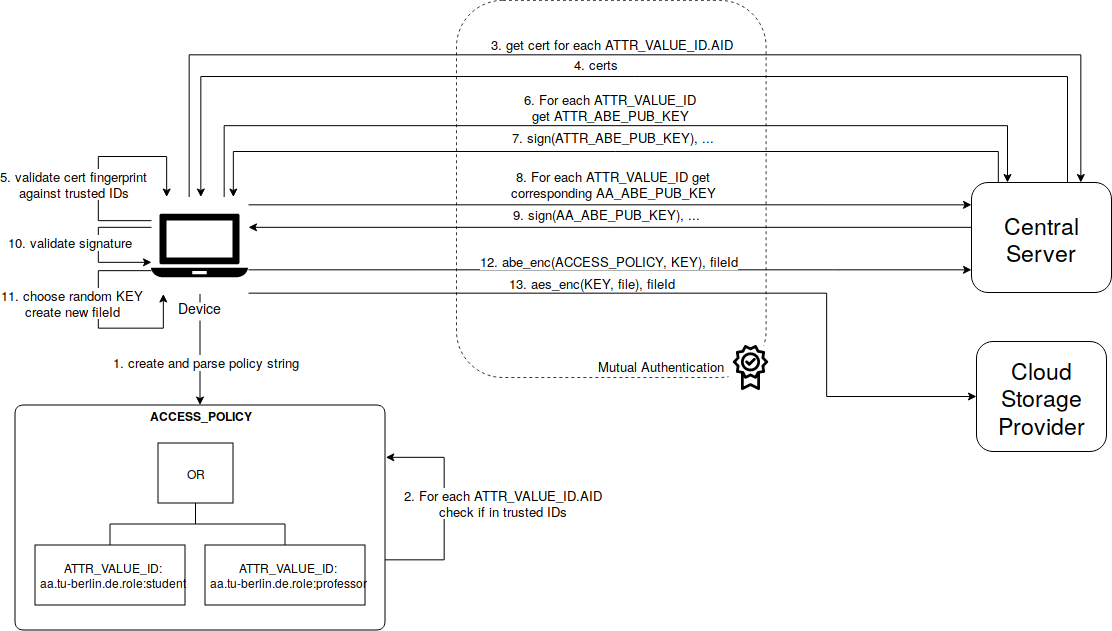 3. get cert for each ATTR_VALUE_ID.AID
4. certs
6. For each ATTR_VALUE_ID
get ATTR_ABE_PUB_KEY
7. sign(ATTR_ABE_PUB_KEY), ...
5. validate cert fingerprint
against trusted IDs
8. For each ATTR_VALUE_ID get
corresponding AA_ABE_PUB_KEY
9. sign(AA_ABE_PUB_KEY), ...
Central
Server
10. validate signature
12. abe_enc(ACCESS_POLICY, KEY), fileId
13. aes_enc(KEY, file), fileId
11. choose random KEY
create new fileId
Device
1. create and parse policy string
Mutual Authentication
Cloud
Storage
Provider
ACCESS_POLICY
OR
2. For each ATTR_VALUE_ID.AID
check if in trusted IDs
ATTR_VALUE_ID:
aa.tu-berlin.de.role:student
ATTR_VALUE_ID:
aa.tu-berlin.de.role:professor